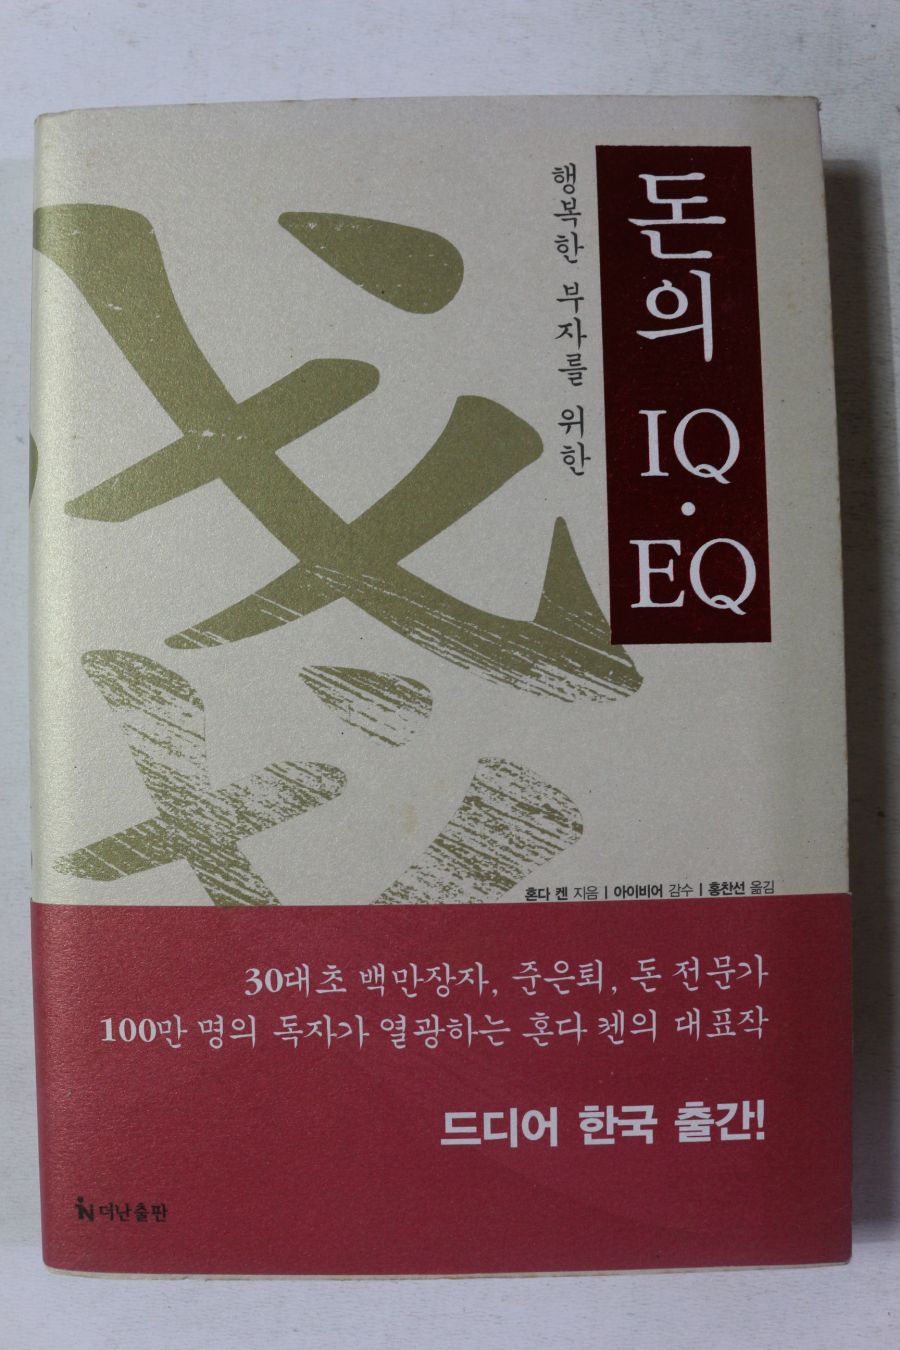 행복한 부자를 위한
돈의
IQ
·
EQ
혼다 켄 지음 | 아이비어 감수 | 홍찬선 옮김
30대초 백만장자, 준은퇴, 돈 전문가
100만 명의 독자가 열광하는 혼다 켄의 대표작
드디어 한국 출간!
더난출판